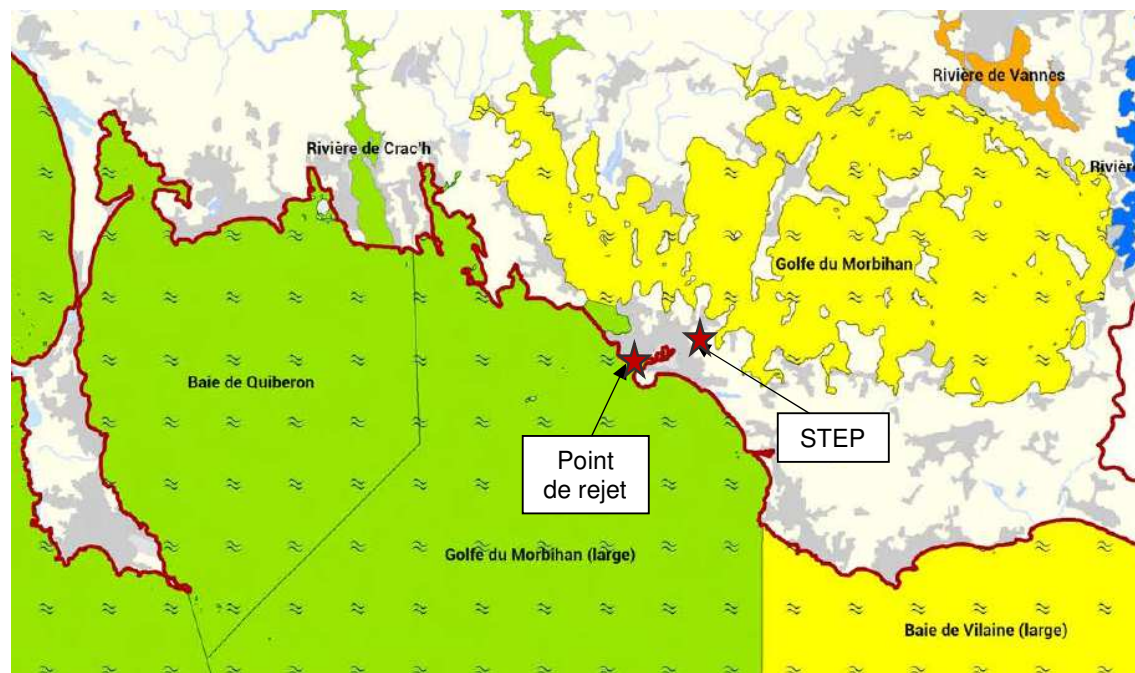 Rivière de Vannes
Rivière de Crac'h
Rivière
Golfe du Morbihan
Baie de Quiberon
STEP
Point
de rejet
Golfe du Morbihan (large)
Baie de Vilaine (large)